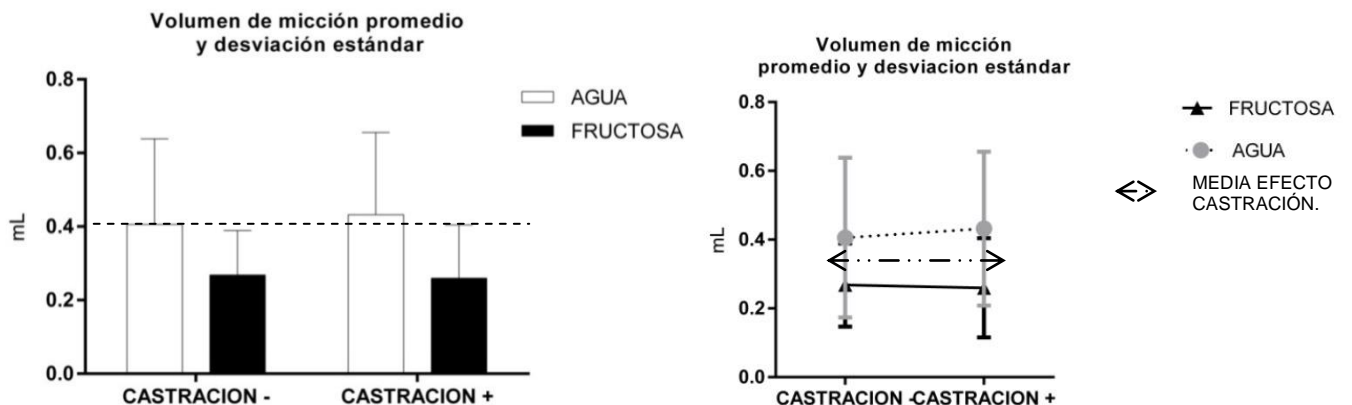 Volumen de micción promedio
y desviación estándar
0.8
0.6
0.4
0.2
0.0
mL
CASTRACION -
CASTRACION +
AGUA
FRUCTOSA
Volumen de micción
promedio y desviacion estándar
0.8
0.6
0.4
0.2
0.0
mL
CASTRACION -CASTRACION +
FRUCTOSA
AGUA
MEDIA EFECTO
CASTRACIÓN.